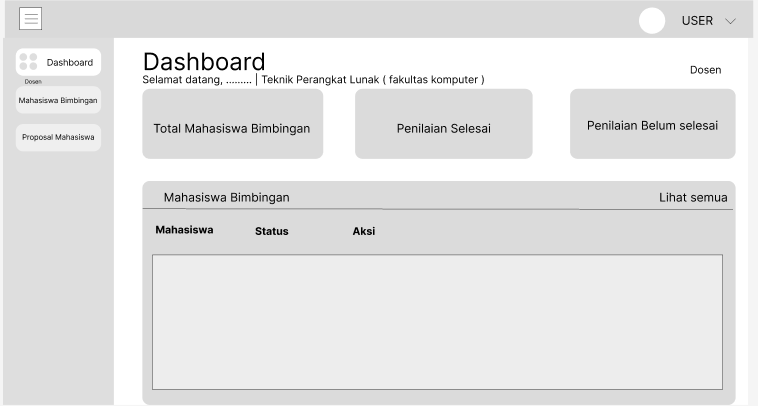 USER
Dashboard
Dosen
Mahasiswa Bimbingan
Proposal Mahasiswa
Dashboard
Selamat datang, ......... | Teknik Perangkat Lunak ( fakultas komputer )
Dosen
Total Mahasiswa Bimbingan
Penilaian Selesai
Penilaian Belum selesai
Mahasiswa Bimbingan
Lihat semua
Mahasiswa Status Aksi